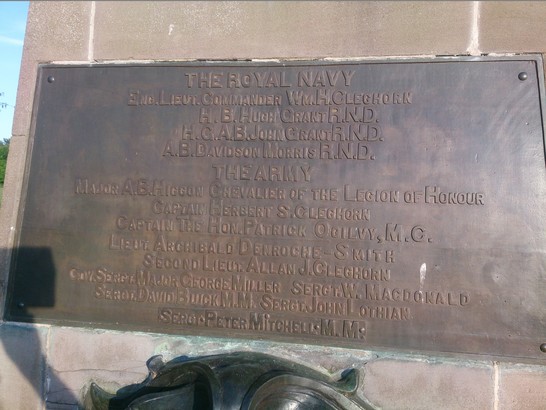 THE ROYAL NAVY
ENG. LIEUT. COMMANDER WM. H. CLEGHORN
A. B. HUGH GRANT R.N.D.
H.G.A.B. JOHN GRANT R.N.D.
A.B. DAVIDSON MORRIS R.N.D.
THE ARMY
MAJOR A.B. HIGGON CHEVALIER OF THE LEGION OF HONOUR
CAPTAIN HERBERT S. CLEGHORN
CAPTAIN THE HON. PATRICK OGILVY, M.C.
LIEUT. ARCHIBALD DENROCHE-SMITH
SECOND LIEUT. ALLAN J. CLEGHORN
SERGT. MAJOR GEORGE MILLER SERGT. W. MACDONALD
SERGT. DAVID BUICK M.M. SERGT. JOHN LOTHIAN
SERGT PETER MITCHELL M.M.